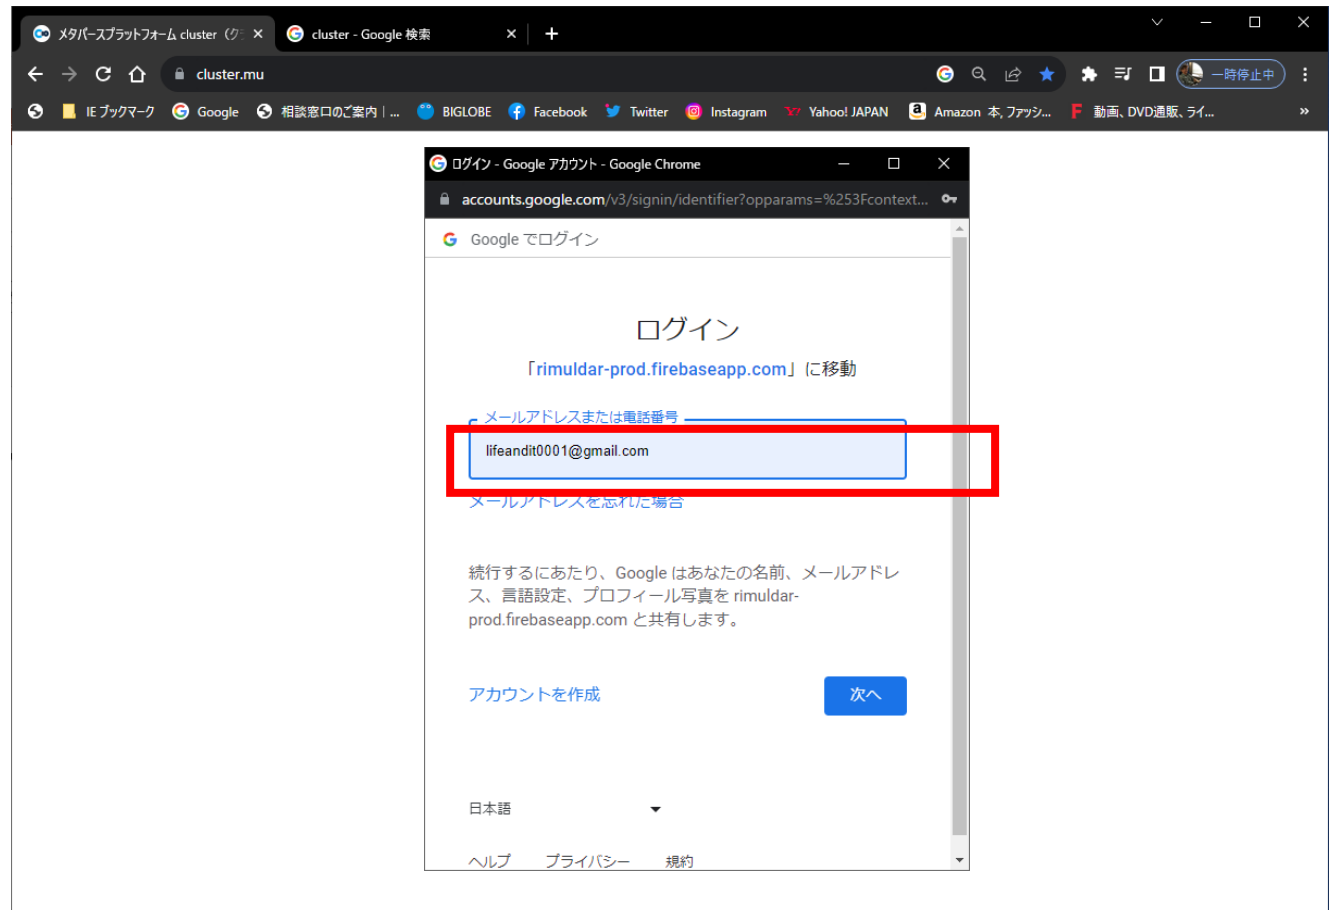 メタバースプラットフォーム cluster（クラ
cluster - Google 検索
cluster.mu
一時停止中
IE ブックマーク
Google
相談窓口のご案内 | ...
BIGLOBE
Facebook
Twitter
Instagram
Yahoo! JAPAN
Amazon 本, ファッシ...
動画、DVD通販、ライ...
»
ログイン - Google アカウント - Google Chrome
accounts.google.com/v3/signin/identifier?opparams=%253Fcontext...
Google でログイン
ログイン
「rimuldar-prod.firebaseapp.com」に移動
メールアドレスまたは電話番号
lifeandit0001@gmail.com
メールアドレスを忘れた場合
続行するにあたり、Google はあなたの名前、メールアドレ
ス、言語設定、プロフィール写真を rimuldar-
prod.firebaseapp.com と共有します。
アカウントを作成
次へ
日本語
ヘルプ プライバシー 規約